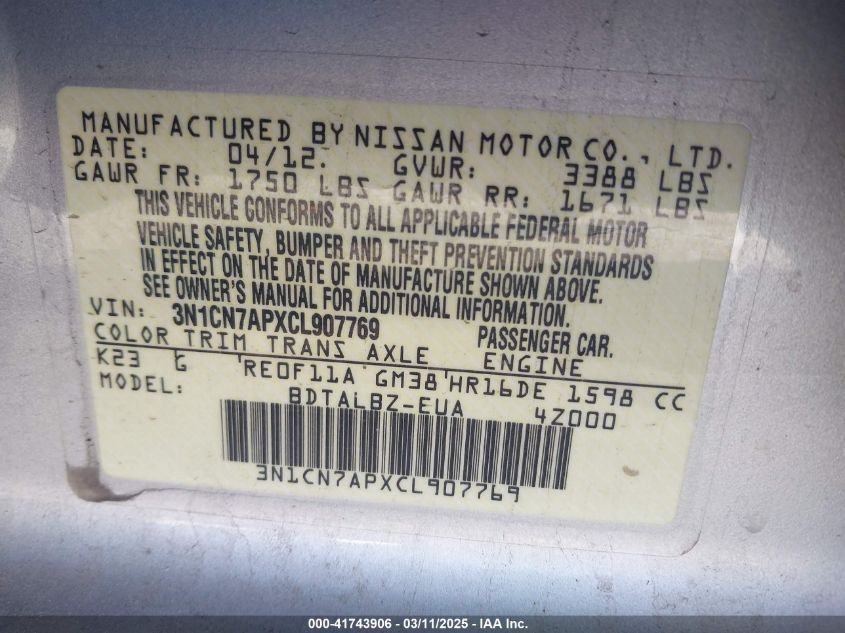 MANUFACTURED BY NISSAN MOTOR CO., LTD.
DATE: 04/12. GVWR: 3388 LBS
GAWR FR: 1750 LBS GAWR RR: 1671 LBS
THIS VEHICLE CONFORMS TO ALL APPLICABLE FEDERAL MOTOR
VEHICLE SAFETY, BUMPER AND THEFT PREVENTION STANDARDS
IN EFFECT ON THE DATE OF MANUFACTURE SHOWN ABOVE.
SEE OWNER'S MANUAL FOR ADDITIONAL INFORMATION.
VIN: 3N1CN7APXCL907769 PASSENGER CAR.
COLOR TRIM TRANS AXLE ENGINE
K23 G RE0F11A GM38 HR16DE 1598 CC
MODEL: BDTALBZ-EUA 4Z000
3N1CN7APXCL907769
000-41743906 - 03/11/2025 - IAA Inc.